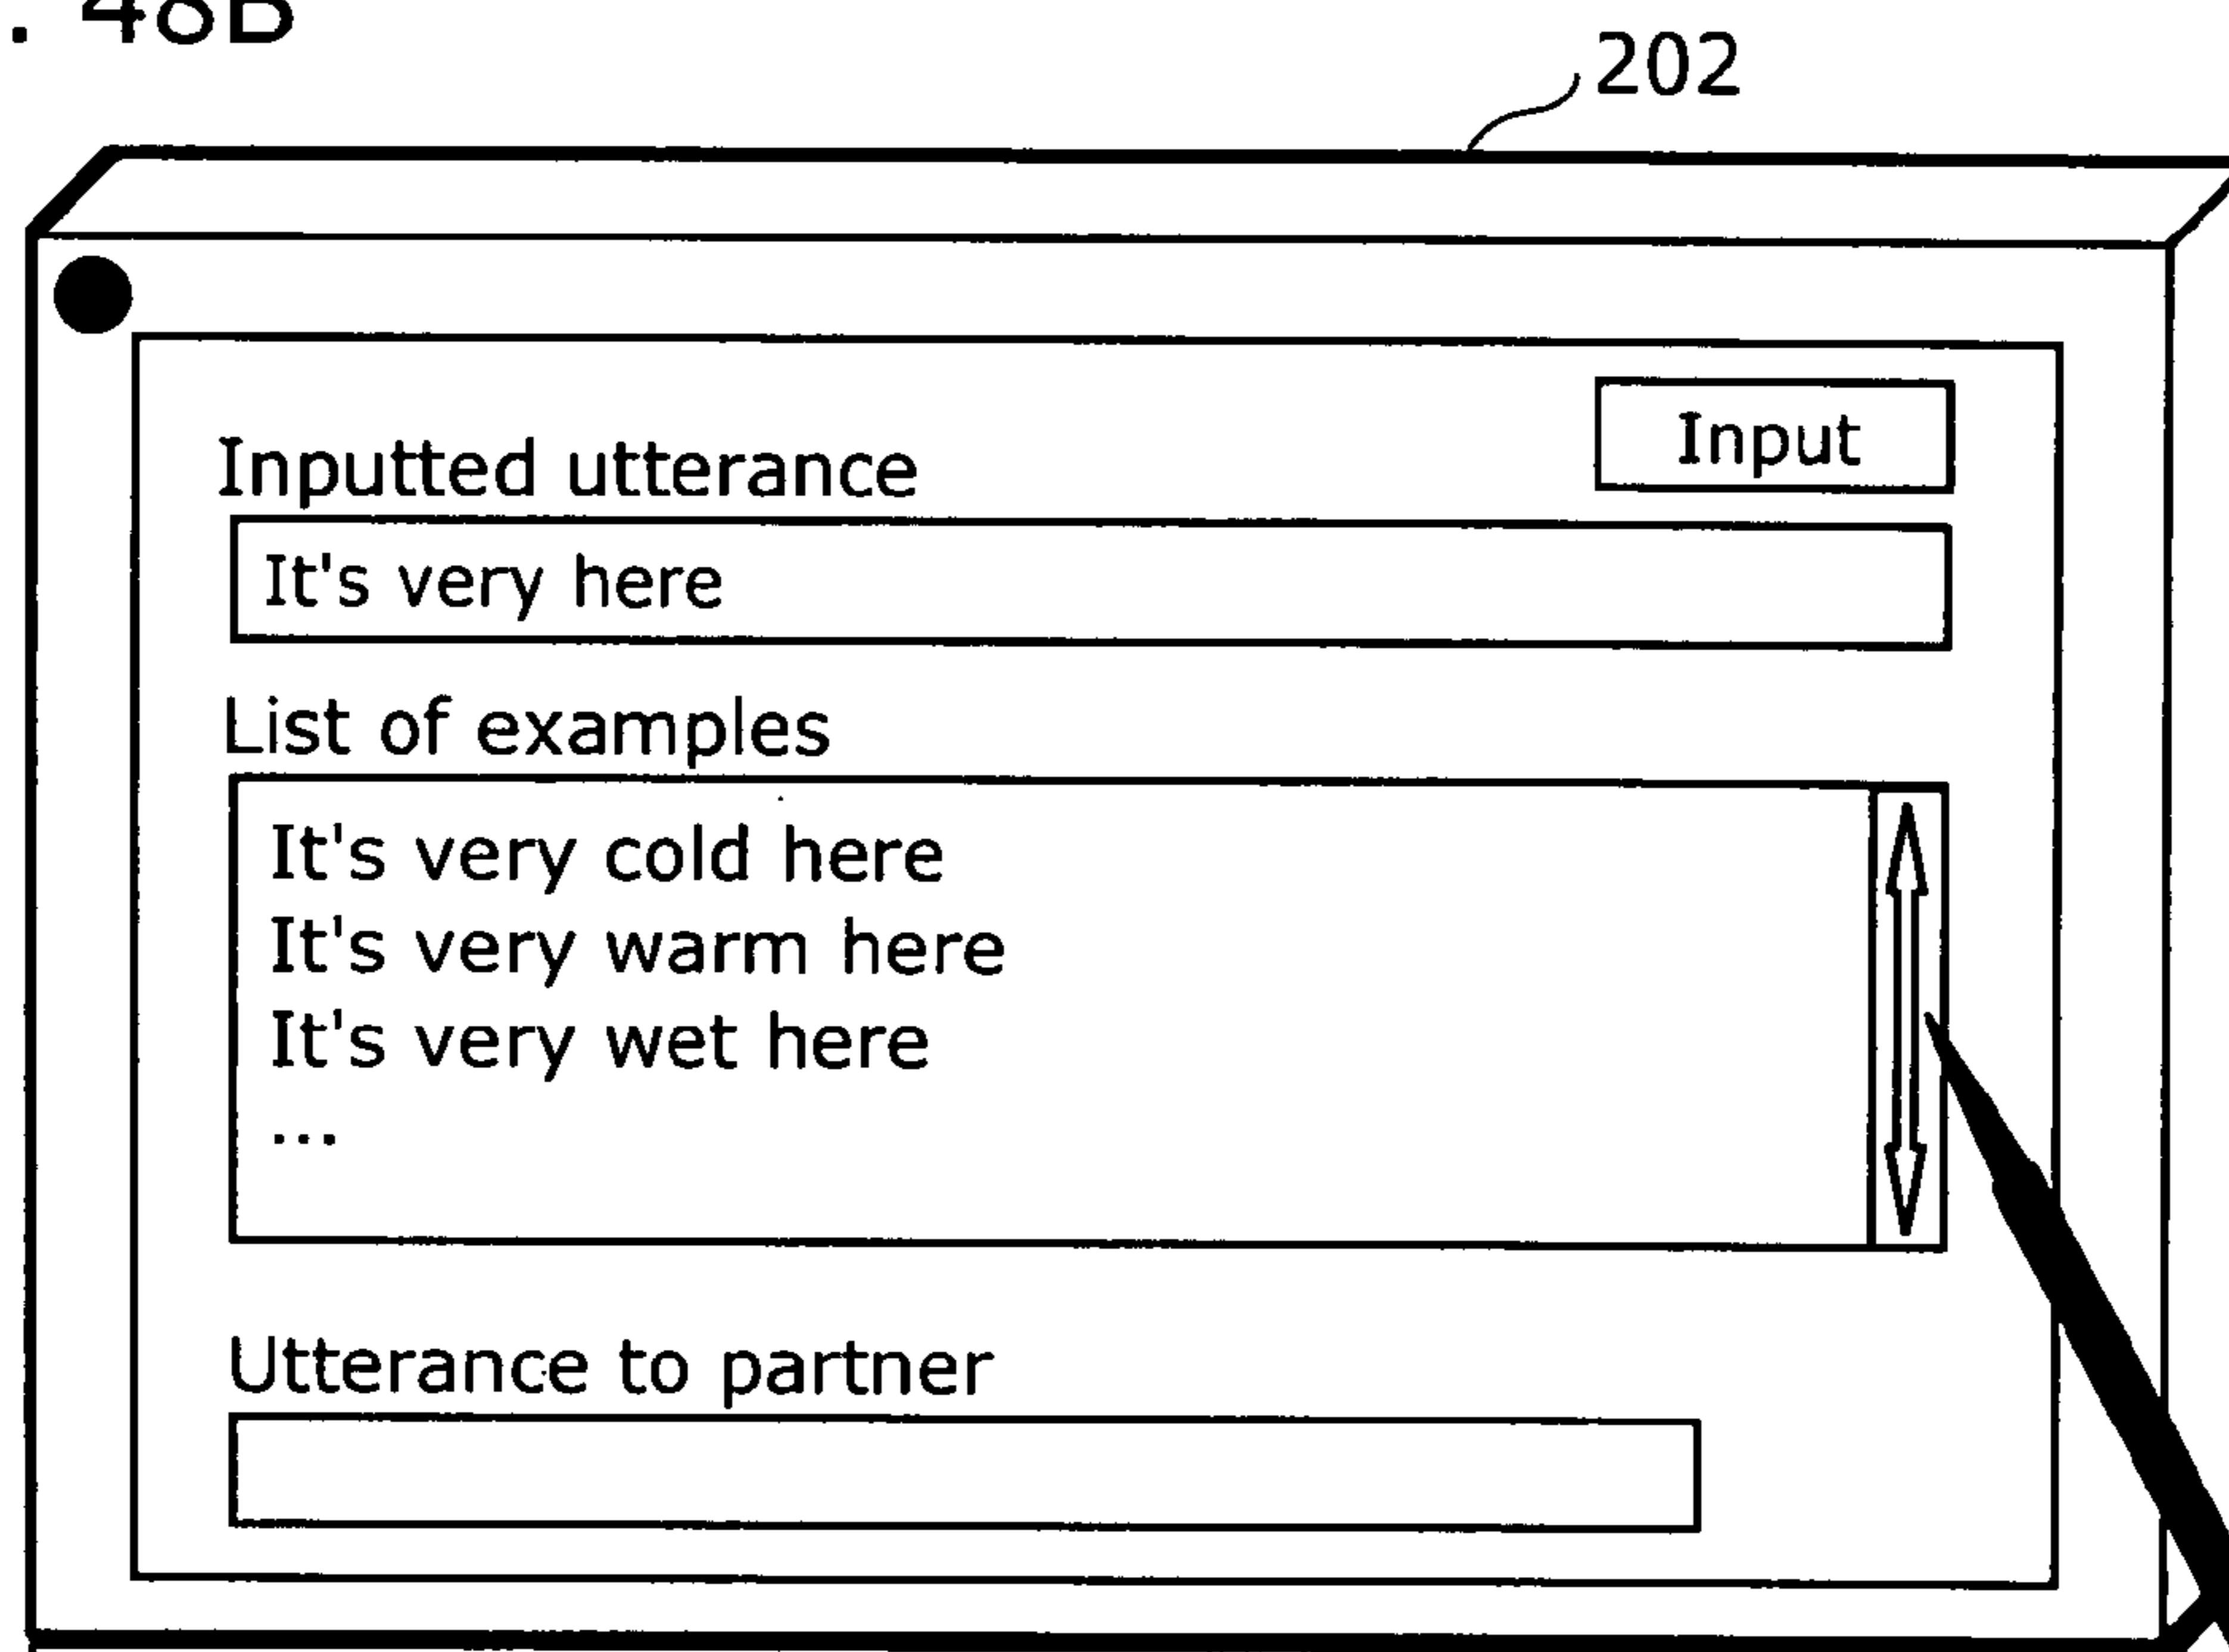 . 48B
202
Input
Inputted utterance
It's very here
List of examples
It's very cold here
It's very warm here
It's very wet here
...
Utterance to partner